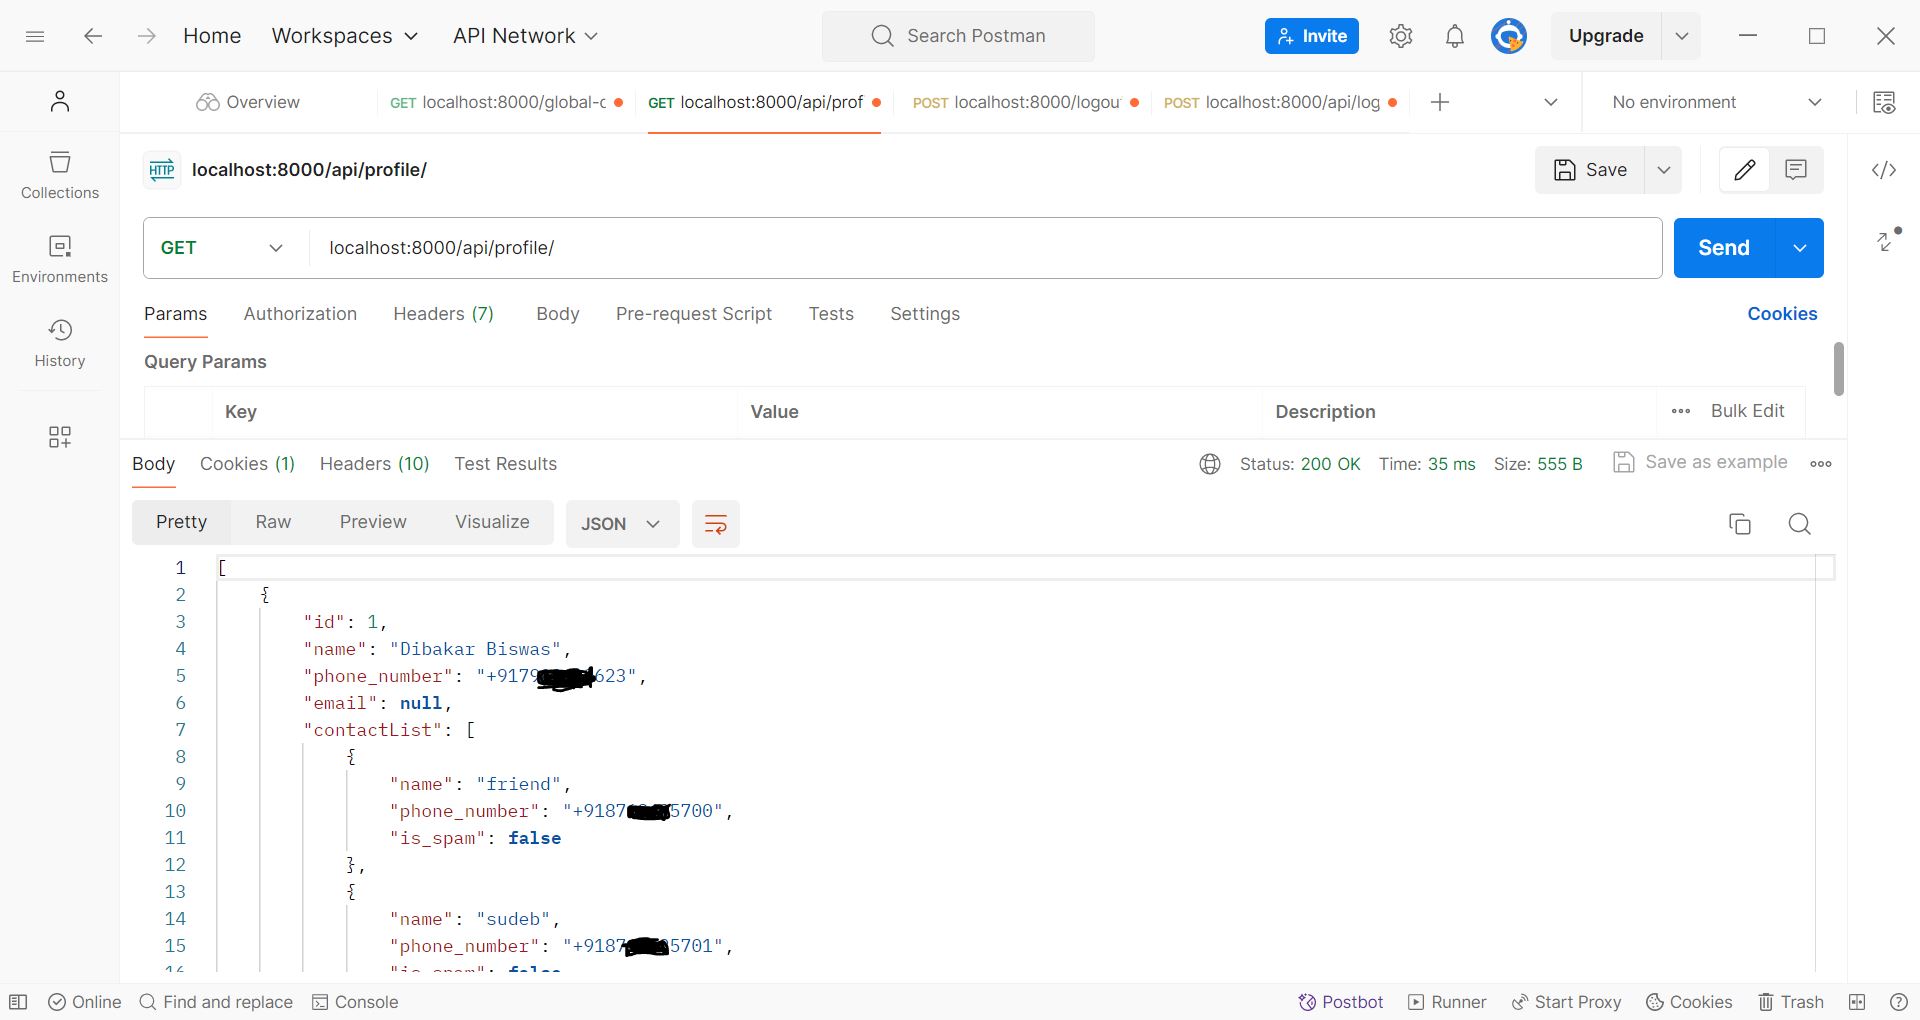 Home Workspaces API Network Search Postman Invite Upgrade
Overview GET localhost:8000/global-c GET localhost:8000/api/prof POST localhost:8000/logou POST localhost:8000/api/log No environment
HTTP localhost:8000/api/profile/ Save
Collections
GET localhost:8000/api/profile/ Send
Environments
Params Authorization Headers (7) Body Pre-request Script Tests Settings Cookies
History
Query Params
Key Value Description Bulk Edit
Body Cookies (1) Headers (10) Test Results Status: 200 OK Time: 35 ms Size: 555 B Save as example
Pretty Raw Preview Visualize JSON
1 [
2 {
3 "id": 1,
4 "name": "Dibakar Biswas",
5 "phone_number": "+917 623",
6 "email": null,
7 "contactList": [
8 {
9 "name": "friend",
10 "phone_number": "+9187 5700",
11 "is_spam": false
12 },
13 {
14 "name": "sudeb",
15 "phone_number": "+9187 5701",
Online Find and replace Console Postbot Runner Start Proxy Cookies Trash